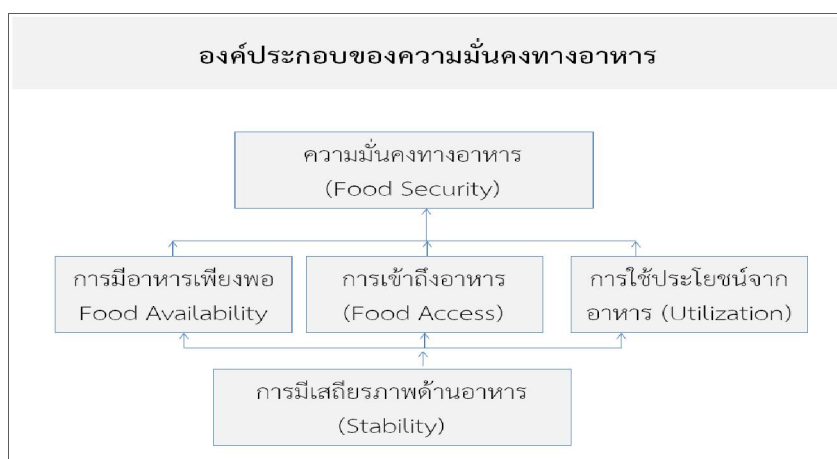 องค์ประกอบของความมั่นคงทางอาหาร
ความมั่นคงทางอาหาร
(Food Security)
การมีอาหารเพียงพอ
Food Availability
การเข้าถึงอาหาร
(Food Access)
การใช้ประโยชน์จาก
อาหาร (Utilization)
การมีเสถียรภาพด้านอาหาร
(Stability)